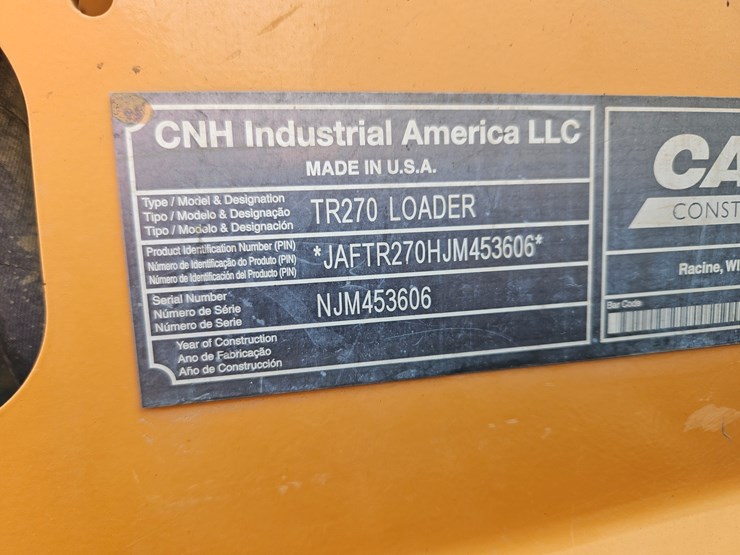 CNH Industrial America LLC
MADE IN U.S.A.
Type / Model & Designation
Tipo / Modelo & Designação
Tipo / Modelo & Designación
TR270 LOADER
Product Identification Number (PIN)
Número de Identificação do Produto (PIN)
Número de Identificación del Producto (PIN)
*JAFTR270HJM453606*
Serial Number
Número de Série
Número de Serie
NJM453606
Year of Construction
Ano de Fabricação
Año de Construcción
CA
CONST
Racine, WI
Bar Code